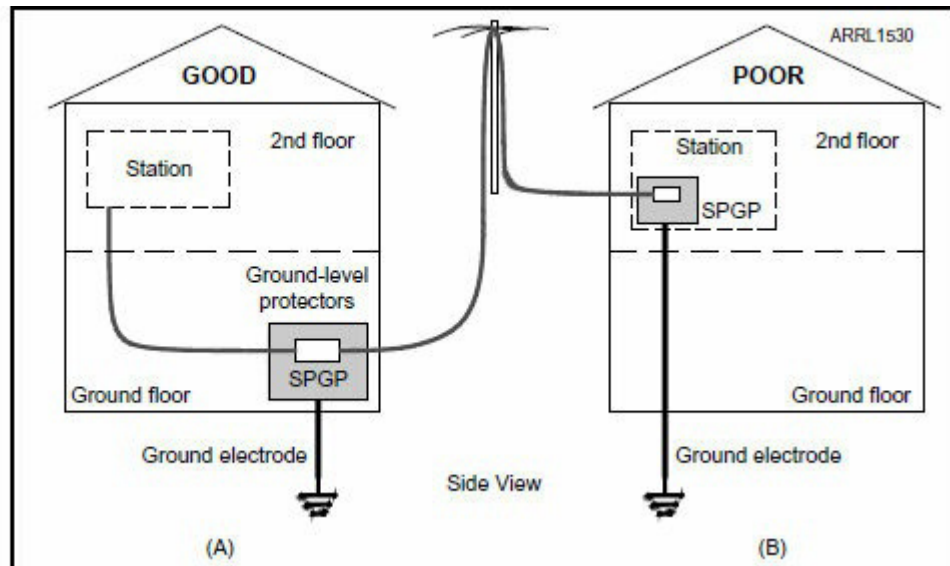 ARRL1530
GOOD
2nd floor
Station
Ground-level
protectors
SPGP
Ground floor
Ground electrode
(A)
Side View
POOR
Station
2nd floor
SPGP
Ground floor
Ground electrode
(B)